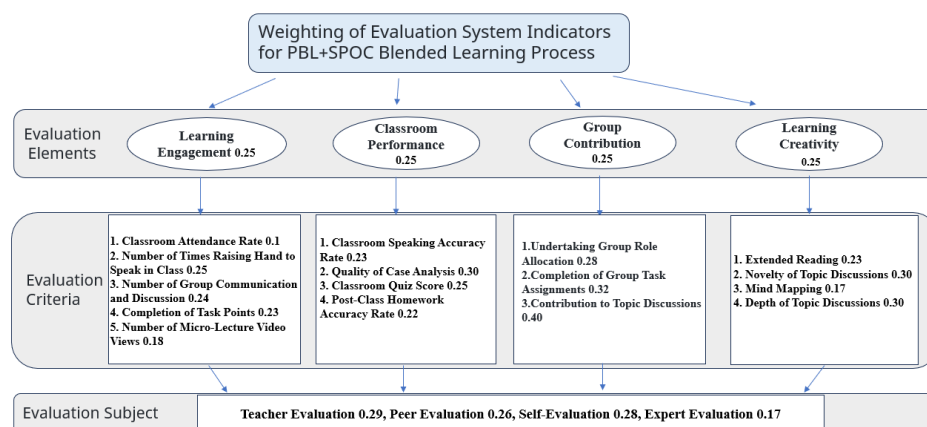 Weighting of Evaluation System Indicators
for PBL+SPOC Blended Learning Process
Evaluation
Elements
Learning
Engagement 0.25
Classroom
Performance
0.25
Group
Contribution
0.25
Learning
Creativity
0.25
Evaluation
Criteria
1. Classroom Attendance Rate 0.1
2. Number of Times Raising Hand to
Speak in Class 0.25
3. Number of Group Communication
and Discussion 0.24
4. Completion of Task Points 0.23
5. Number of Micro-Lecture Video
Views 0.18
1. Classroom Speaking Accuracy
Rate 0.23
2. Quality of Case Analysis 0.30
3. Classroom Quiz Score 0.25
4. Post-Class Homework
Accuracy Rate 0.22
1.Undertaking Group Role
Allocation 0.28
2.Completion of Group Task
Assignments 0.32
3.Contribution to Topic Discussions
0.40
1. Extended Reading 0.23
2. Novelty of Topic Discussions 0.30
3. Mind Mapping 0.17
4. Depth of Topic Discussions 0.30
Evaluation Subject
Teacher Evaluation 0.29, Peer Evaluation 0.26, Self-Evaluation 0.28, Expert Evaluation 0.17